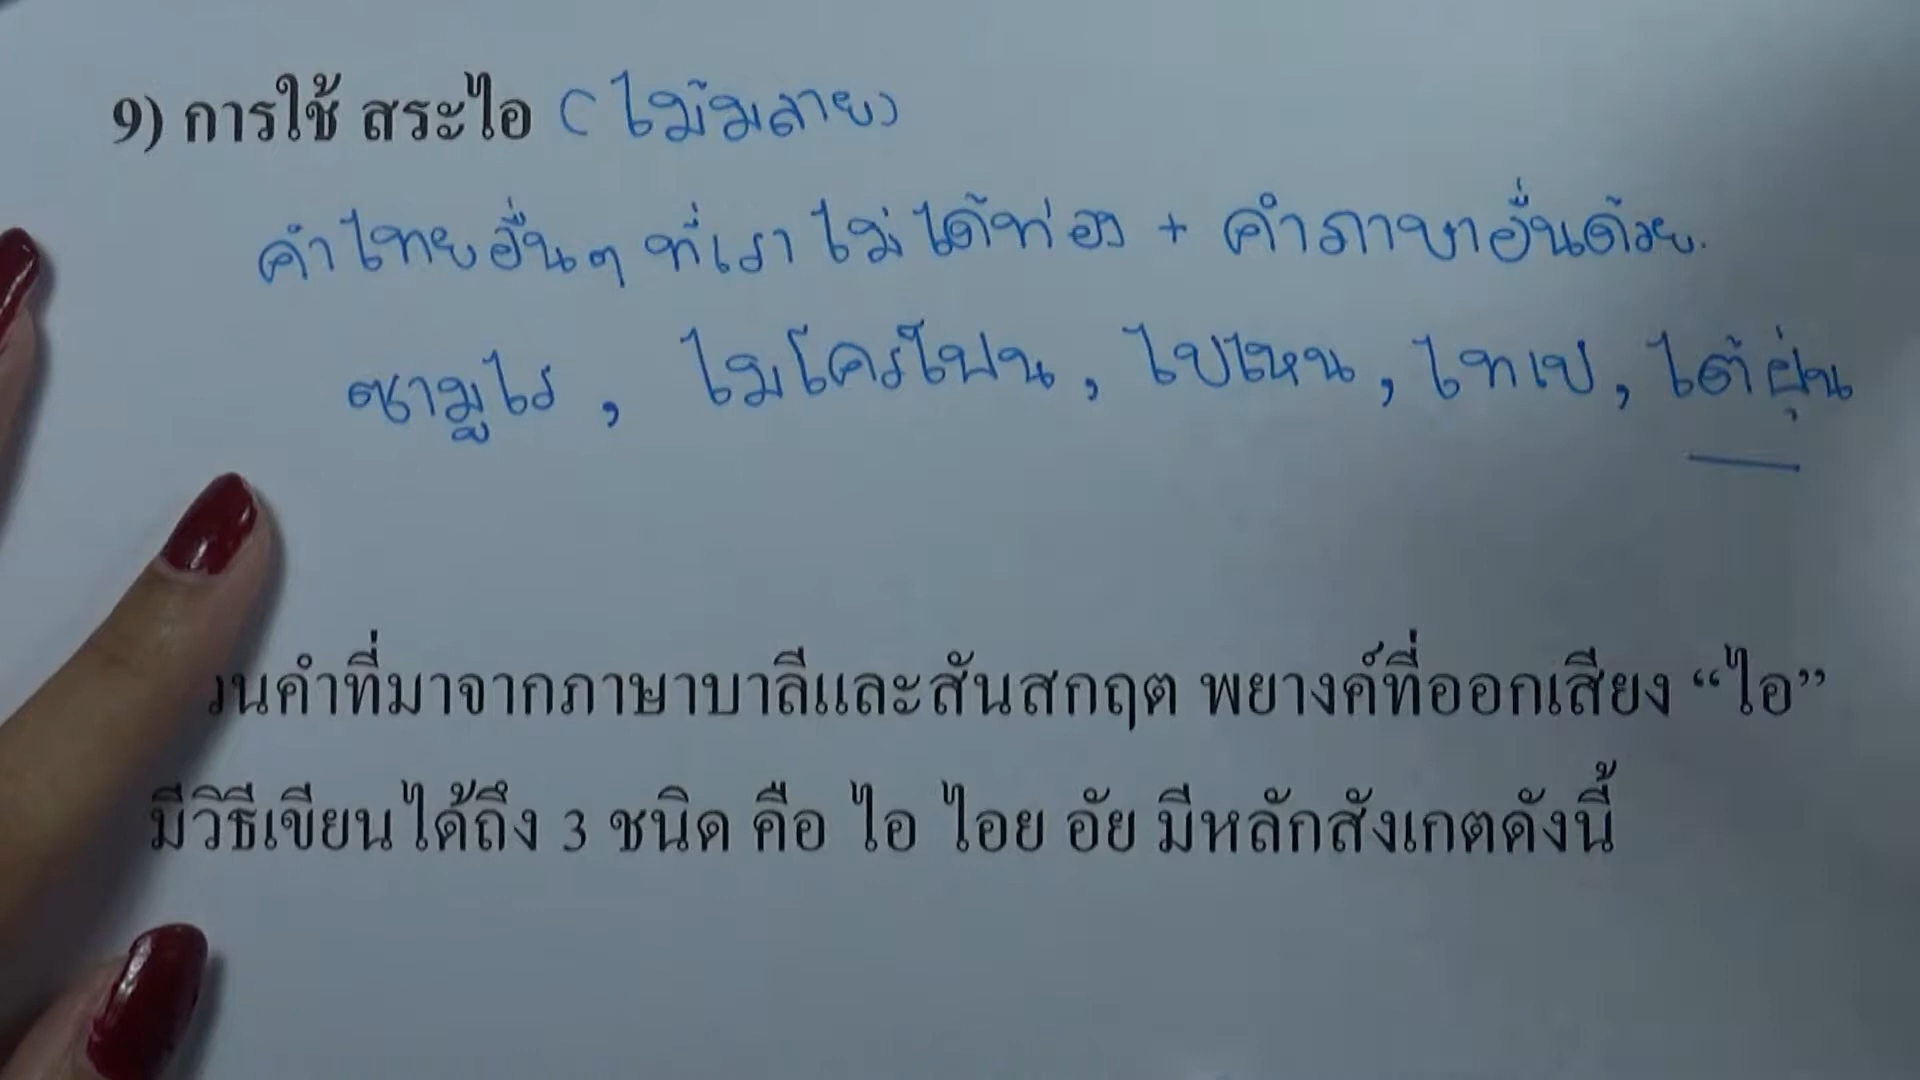 9) การใช้ สระไอ (ไม้มลาย)
คำไทยอื่นๆ ที่เราไม่ได้ท่อง + คำภาษาอื่นด้วย.
ซามูไร , ไมโครโฟน , ไปไหน , ไทเป , ไต้ฝุ่น
นคำที่มาจากภาษาบาลีและสันสกฤต พยางค์ที่ออกเสียง “ไอ”
มีวิธีเขียนได้ถึง 3 ชนิด คือ ไอ ไอย อัย มีหลักสังเกตดังนี้